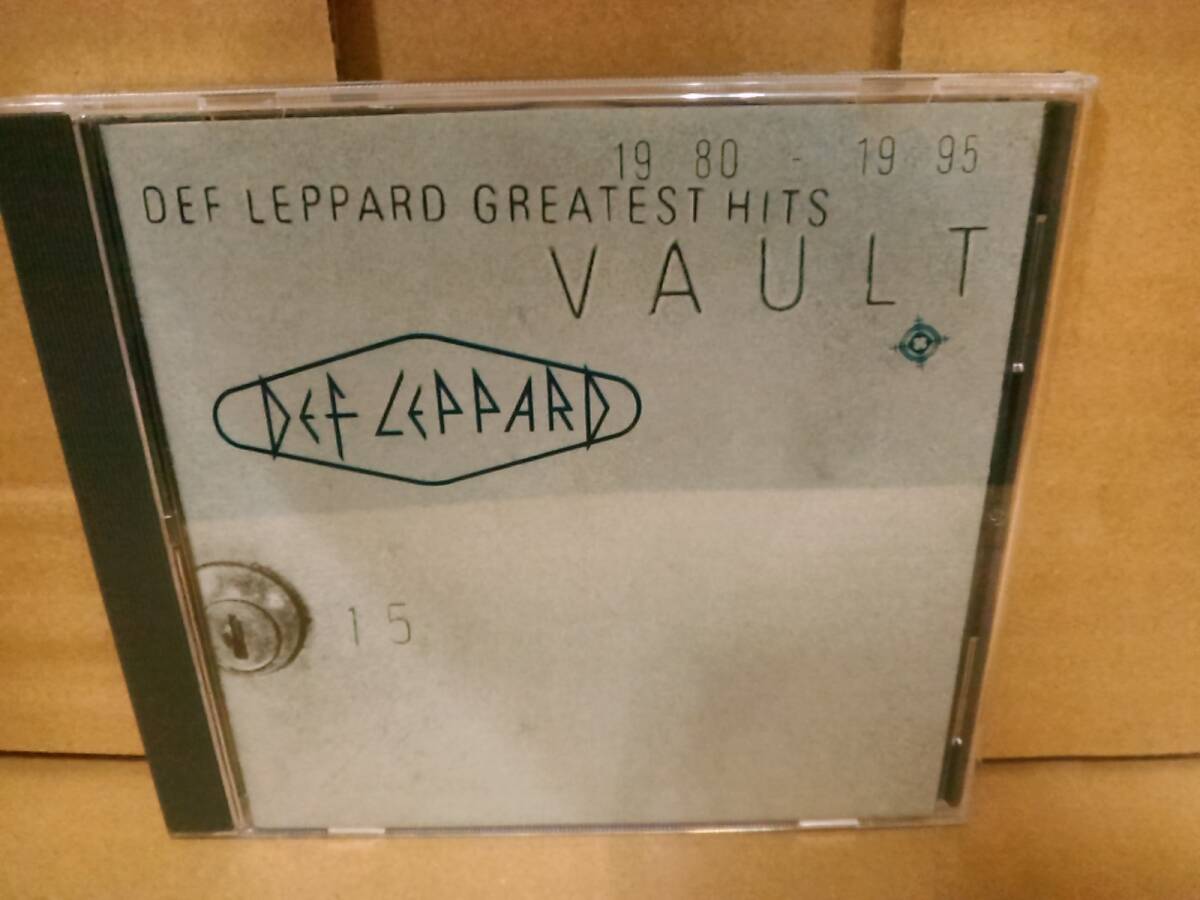 19 80 - 19 95
DEF LEPPARD GREATEST HITS
VAULT
DEF LEPPARD
15